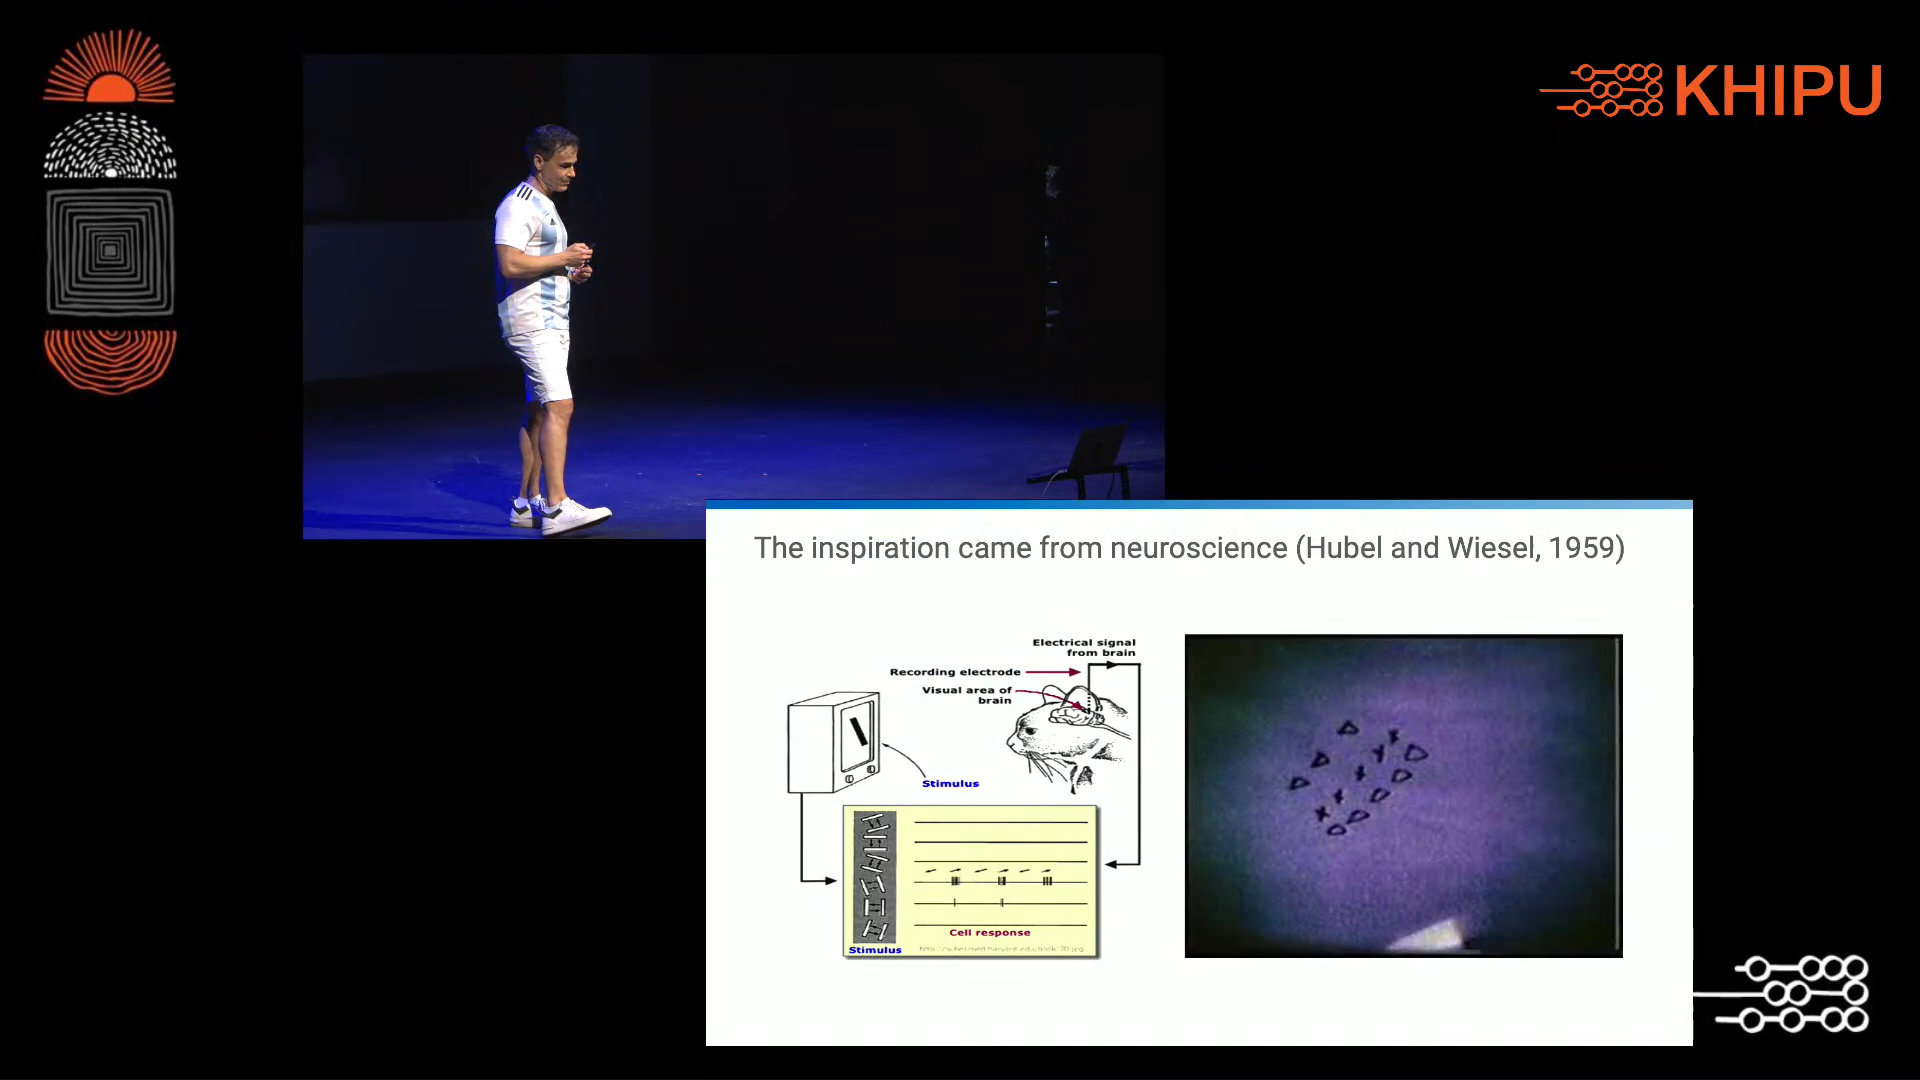 KHIPU
The inspiration came from neuroscience (Hubel and Wiesel, 1959)
Electrical signal
from brain
Recording electrode
Visual area of
brain
Stimulus
Cell response
Stimulus